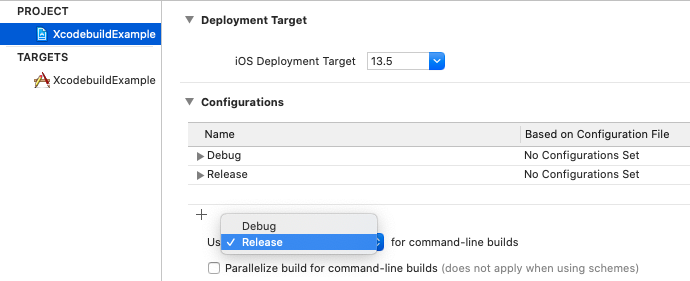 PROJECT
XcodebuildExample
TARGETS
XcodebuildExample
Deployment Target
iOS Deployment Target 13.5
Configurations
Name Based on Configuration File
Debug No Configurations Set
Release No Configurations Set
Debug
Us Release for command-line builds
Parallelize build for command-line builds (does not apply when using schemes)